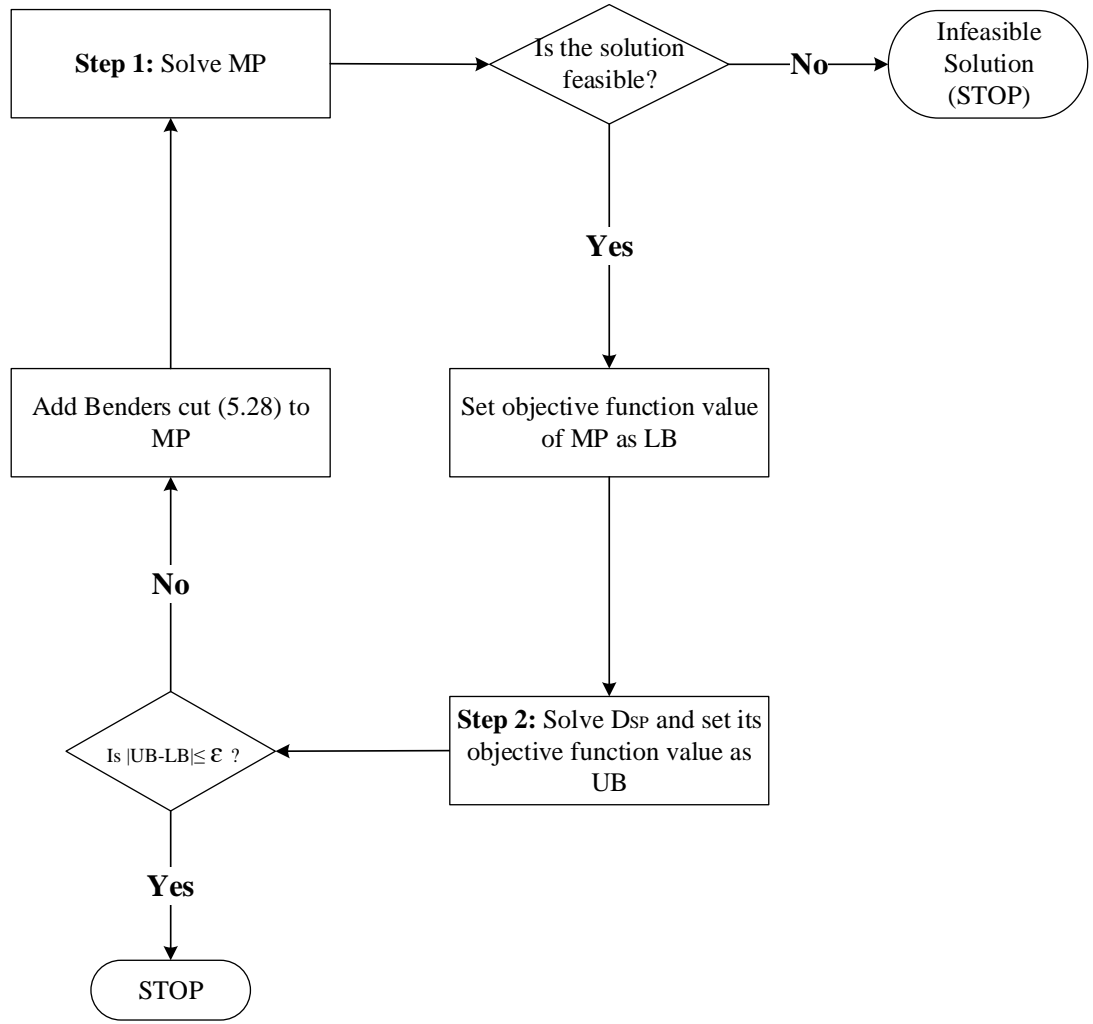 Step 1: Solve MP
Is the solution
feasible?
No
Infeasible
Solution
(STOP)
Yes
Set objective function value
of MP as LB
Add Benders cut (5.28) to
MP
No
Step 2: Solve DSP and set its
objective function value as
UB
Is |UB-LB|≤ ε ?
Yes
STOP